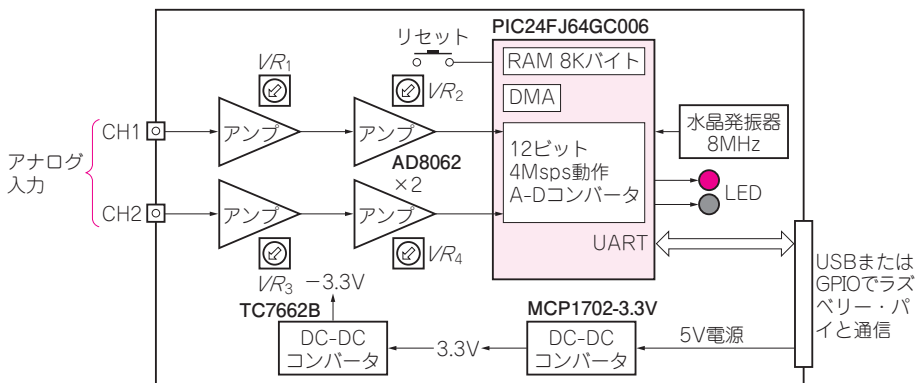 PIC24FJ64GC006
リセット
RAM 8Kバイト
VR1
VR2
DMA
CH1
アンプ
アンプ
水晶発振器
8MHz
12ビット
4Msps動作
A-Dコンバータ
アナログ
入力
AD8062
×2
LED
CH2
アンプ
アンプ
UART
VR3
VR4
USBまたは
GPIOでラズ
ベリー・パ
イと通信
−3.3V
TC7662B
MCP1702-3.3V
DC-DC
コンバータ
3.3V
DC-DC
コンバータ
5V電源